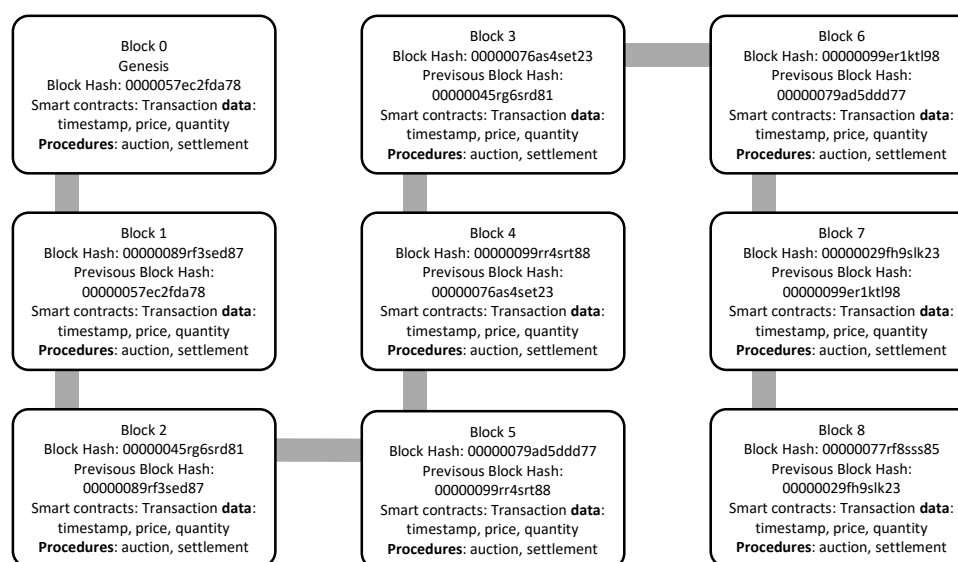 Block 0
Genesis
Block Hash: 0000057ec2fda78
Smart contracts: Transaction data:
timestamp, price, quantity
Procedures: auction, settlement
Block 1
Block Hash: 00000089rf3sed87
Previsous Block Hash:
00000057ec2fda78
Smart contracts: Transaction data:
timestamp, price, quantity
Procedures: auction, settlement
Block 2
Block Hash: 00000045rg6srd81
Previsous Block Hash:
00000089rf3sed87
Smart contracts: Transaction data:
timestamp, price, quantity
Procedures: auction, settlement
Block 3
Block Hash: 00000076as4set23
Previsous Block Hash:
00000045rg6srd81
Smart contracts: Transaction data:
timestamp, price, quantity
Procedures: auction, settlement
Block 4
Block Hash: 00000099rr4srt88
Previsous Block Hash:
00000076as4set23
Smart contracts: Transaction data:
timestamp, price, quantity
Procedures: auction, settlement
Block 5
Block Hash: 00000079ad5ddd77
Previsous Block Hash:
00000099rr4srt88
Smart contracts: Transaction data:
timestamp, price, quantity
Procedures: auction, settlement
Block 6
Block Hash: 00000099er1ktl98
Previsous Block Hash:
00000079ad5ddd77
Smart contracts: Transaction data:
timestamp, price, quantity
Procedures: auction, settlement
Block 7
Block Hash: 00000029fh9slk23
Previsous Block Hash:
00000099er1ktl98
Smart contracts: Transaction data:
timestamp, price, quantity
Procedures: auction, settlement
Block 8
Block Hash: 00000077rf8sss85
Previsous Block Hash:
00000029fh9slk23
Smart contracts: Transaction data:
timestamp, price, quantity
Procedures: auction, settlement